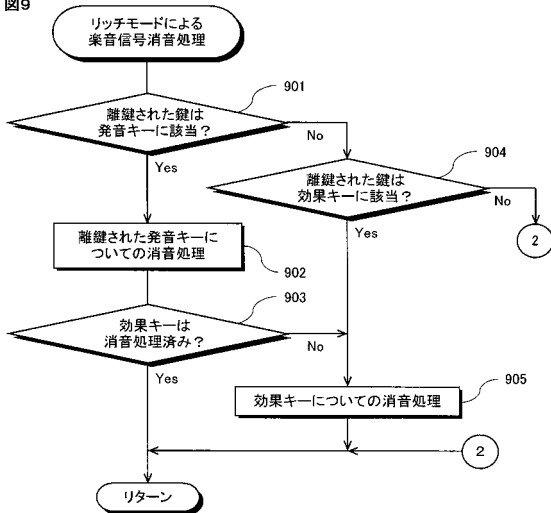 図9
リッチモードによる
楽音信号消音処理
901
離鍵された鍵は
発音キーに該当？
No
Yes
904
離鍵された鍵は
効果キーに該当？
No
Yes
2
離鍵された発音キーに
ついての消音処理
902
903
効果キーは
消音処理済み？
No
Yes
905
効果キーについての消音処理
2
リターン